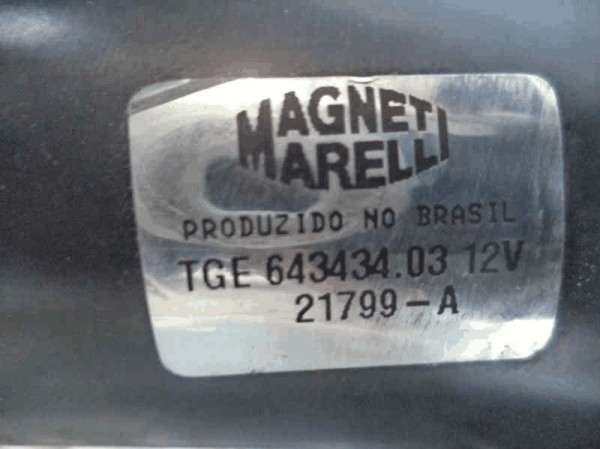 MAGNETI
MARELLI
PRODUZIDO NO BRASIL
TGE 643434.03 12V
21799-A